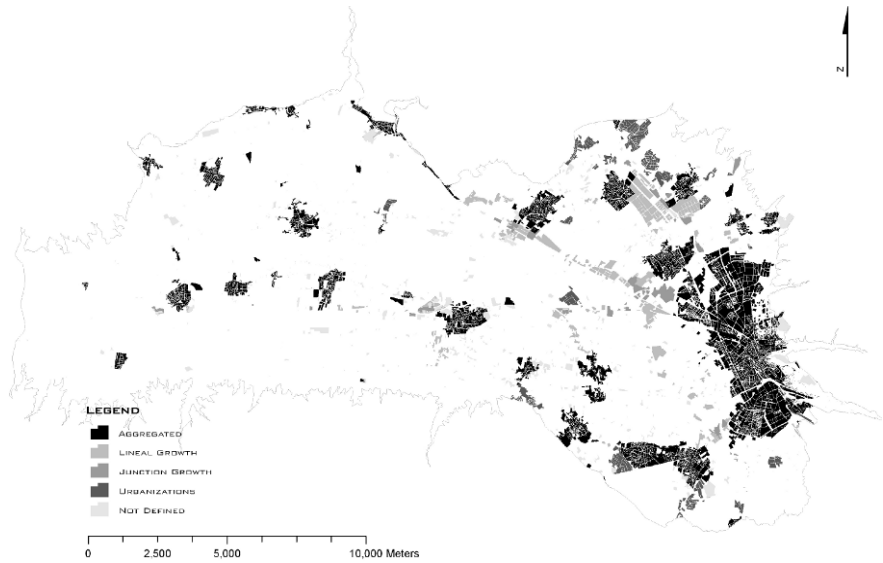 Z
LEGEND
AGGREGATED
LINEAL GROWTH
JUNCTION GROWTH
URBANIZATIONS
NOT DEFINED
0 2.500 5,000 10,000 Meters